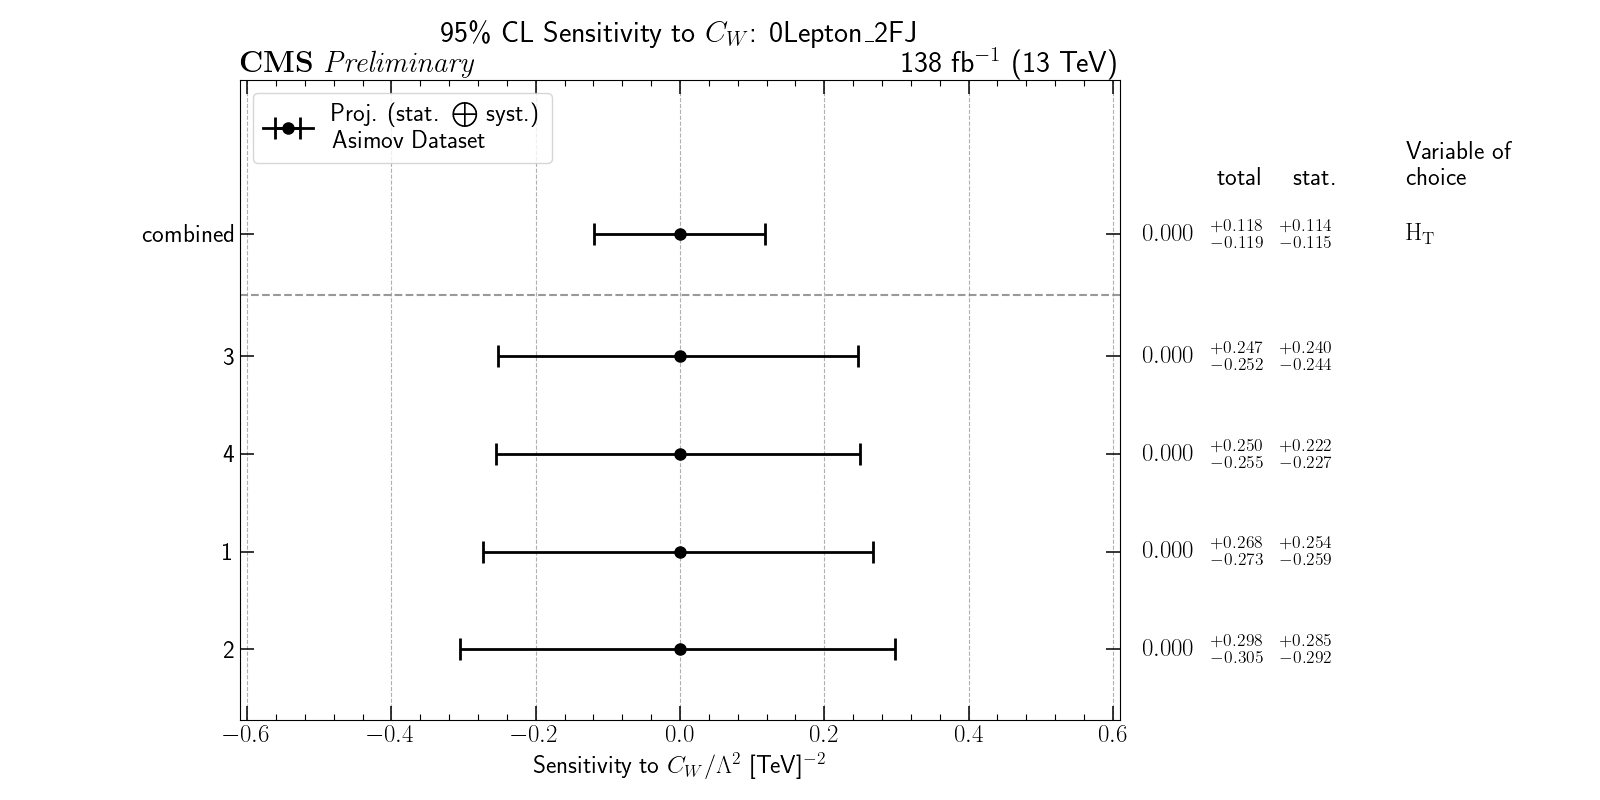 95% CL Sensitivity to C_W: 0Lepton_2FJ
CMS Preliminary 138 fb⁻¹ (13 TeV)
Proj. (stat. ⨁ syst.)
Asimov Dataset
Variable of
total stat. choice
combined 0.000 +0.118 −0.119 +0.114 −0.115 H_T
3 0.000 +0.247 −0.252 +0.240 −0.244
4 0.000 +0.250 −0.255 +0.222 −0.227
1 0.000 +0.268 −0.273 +0.254 −0.259
2 0.000 +0.298 −0.305 +0.285 −0.292
−0.6 −0.4 −0.2 0.0 0.2 0.4 0.6
Sensitivity to C_W/Λ² [TeV]⁻²